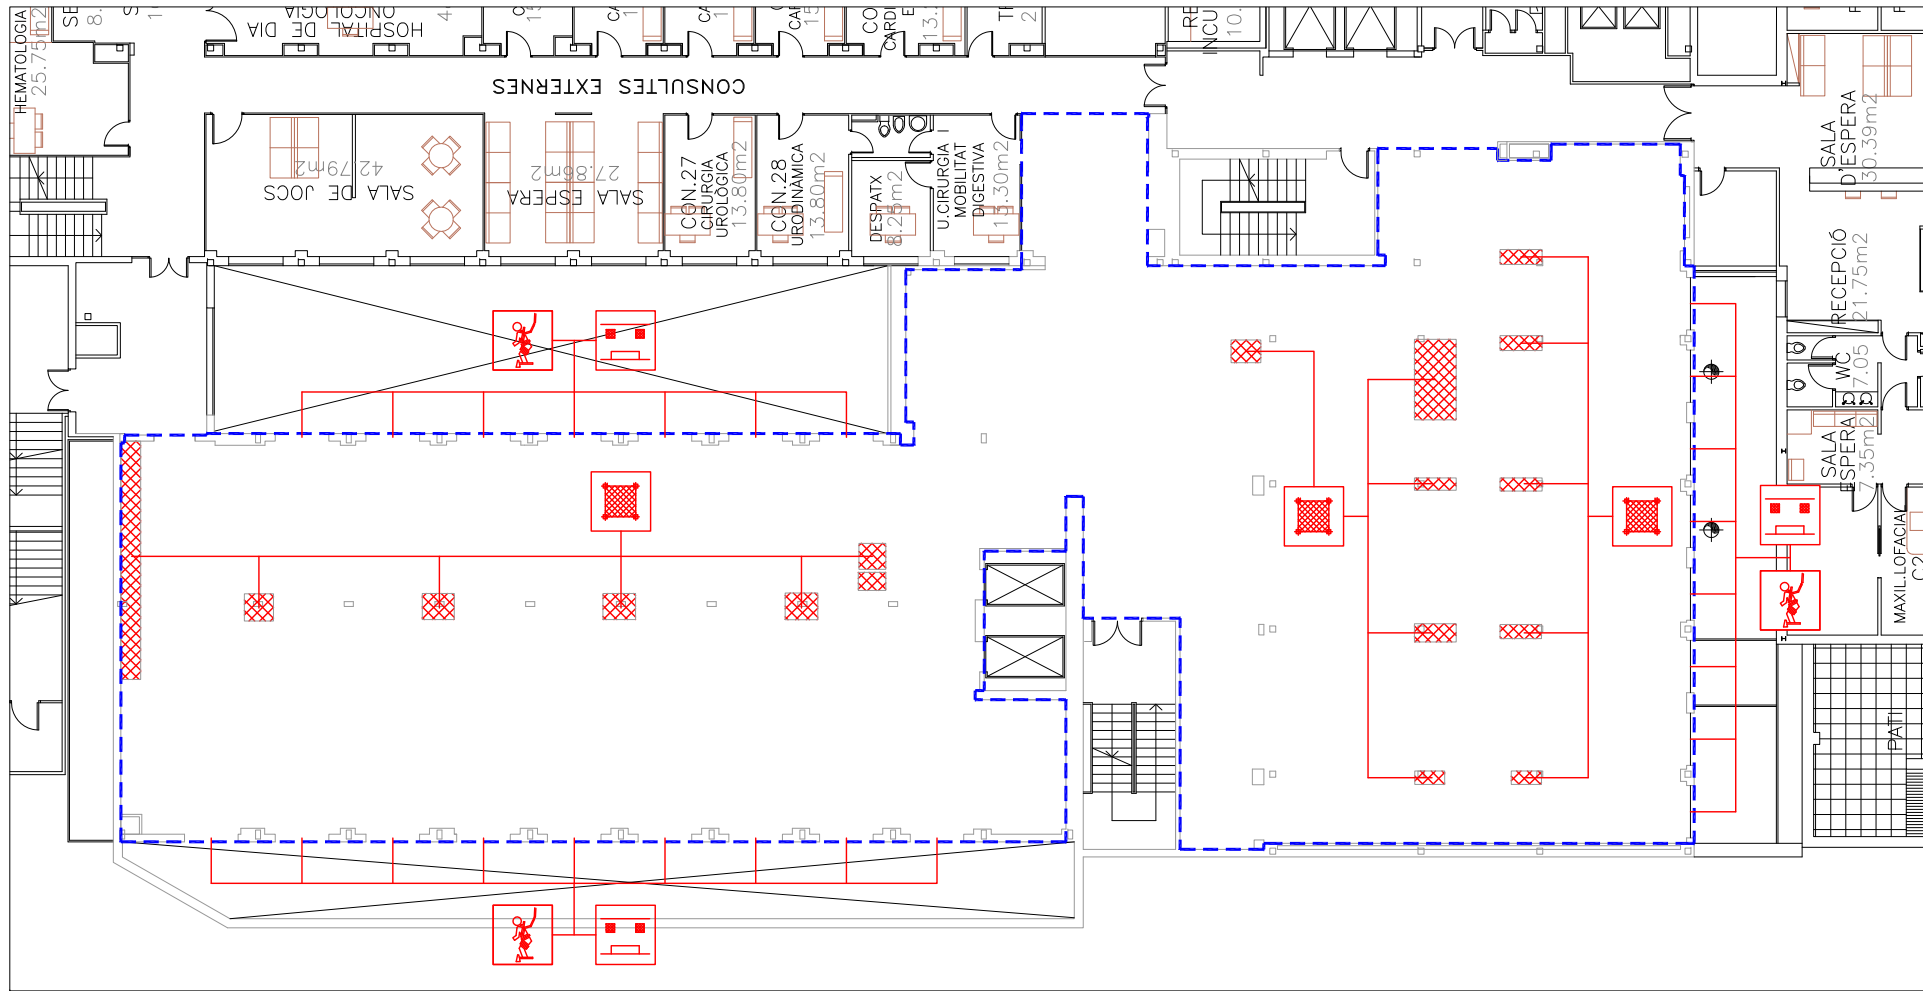 HEMATOLOGIA
25.75m2
HOSPITAL DE DIA
ONCOLOGIA
CONSULTES EXTERNES
SALA DE JOCS
42.79m2
SALA ESPERA
27.86m2
CON.27
CIRURGIA
UROLÒGICA
13.80m2
CON.28
URODINÀMICA
13.80m2
DESPATX
8.25m2
U.CIRURGIA I
MOBILITAT
DIGESTIVA
13.30m2
SALA
D'ESPERA
30.39m2
RECEPCIÓ
21.75m2
WC
7.05
SALA
ESPERA
7.35m2
MAXIL.LOFACIAL
PATI